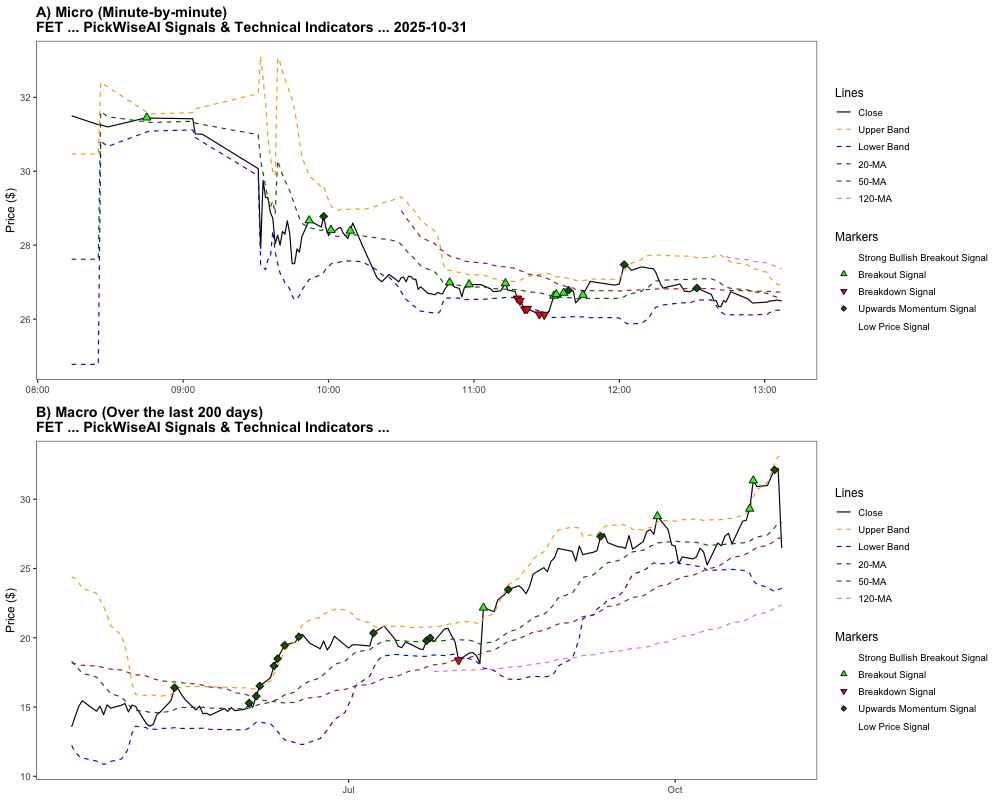 A) Micro (Minute-by-minute)
FET ... PickWiseAI Signals & Technical Indicators ... 2025-10-31
Price ($)
32
30
28
26
08:00
09:00
10:00
11:00
12:00
13:00
Lines
Close
Upper Band
Lower Band
20-MA
50-MA
120-MA
Markers
Strong Bullish Breakout Signal
Breakout Signal
Breakdown Signal
Upwards Momentum Signal
Low Price Signal
B) Macro (Over the last 200 days)
FET ... PickWiseAI Signals & Technical Indicators ...
Price ($)
30
25
20
15
10
Jul
Oct
Lines
Close
Upper Band
Lower Band
20-MA
50-MA
120-MA
Markers
Strong Bullish Breakout Signal
Breakout Signal
Breakdown Signal
Upwards Momentum Signal
Low Price Signal